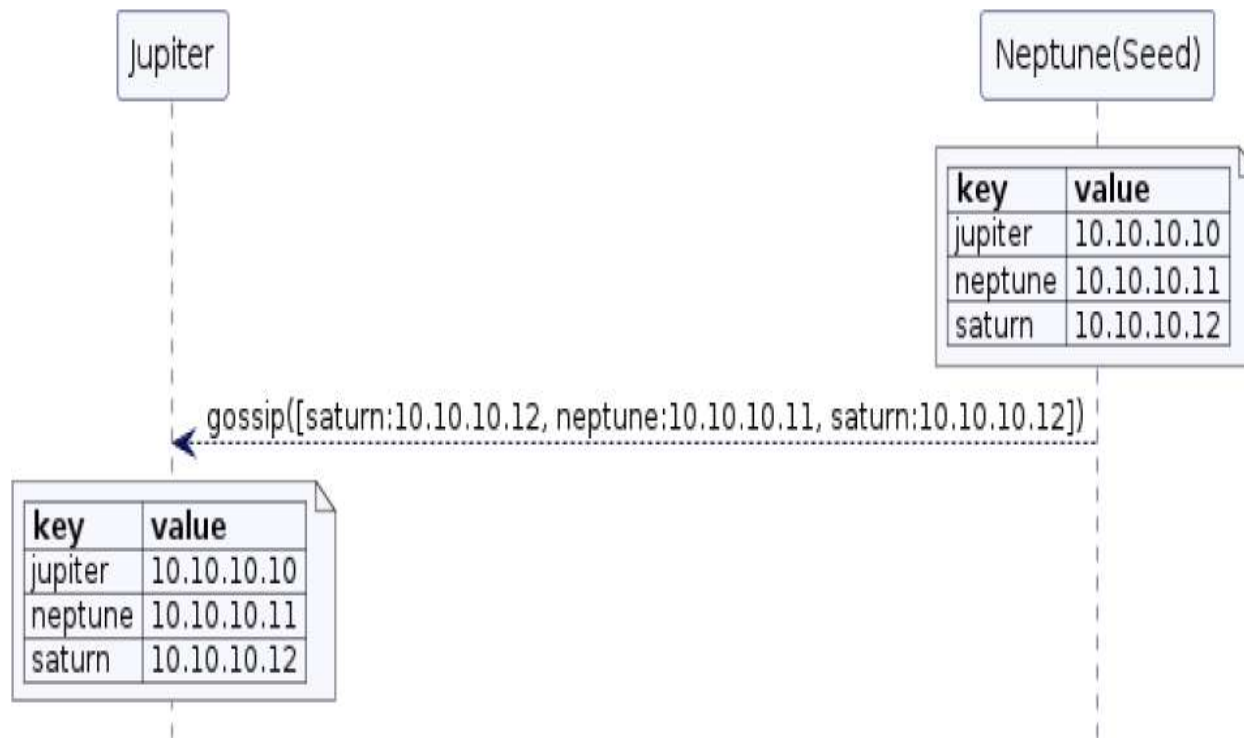 Jupiter
Neptune(Seed)
key value
jupiter 10.10.10.10
neptune 10.10.10.11
saturn 10.10.10.12
gossip([saturn:10.10.10.12, neptune:10.10.10.11, saturn:10.10.10.12])
key value
jupiter 10.10.10.10
neptune 10.10.10.11
saturn 10.10.10.12